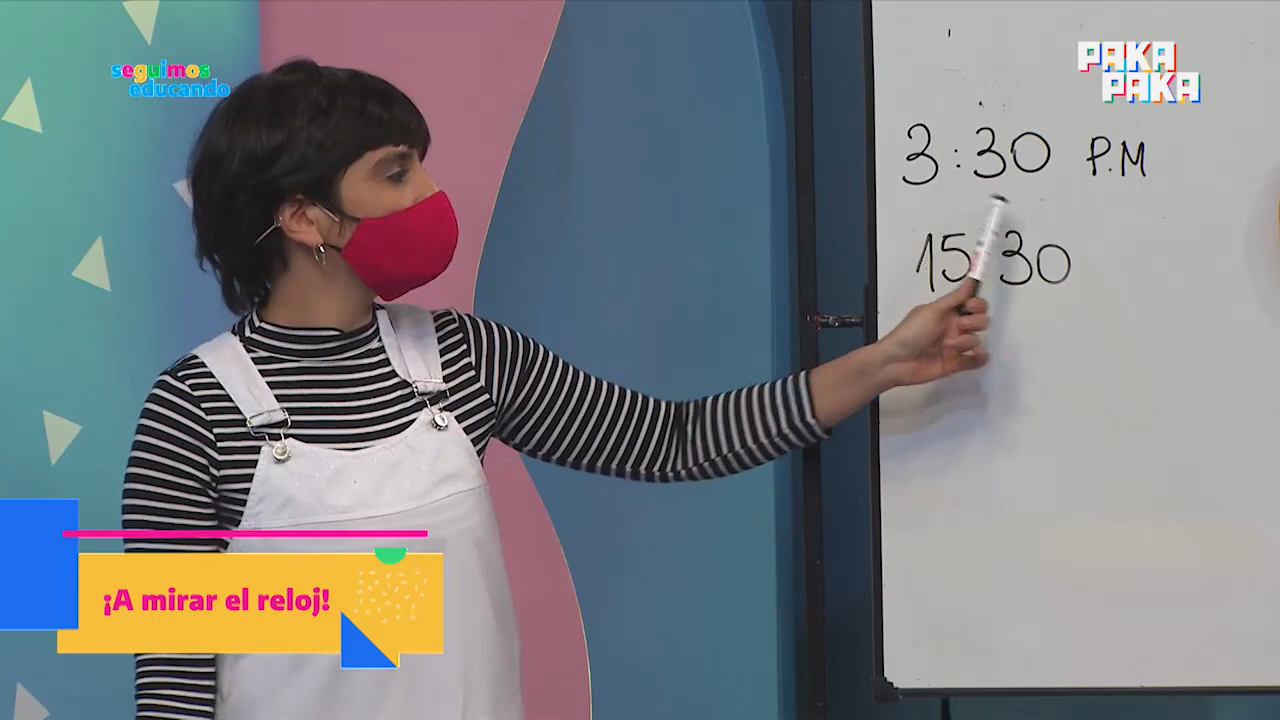 seguimos
educando
PAKA
PAKA
3:30 P.M
15:30
¡A mirar el reloj!